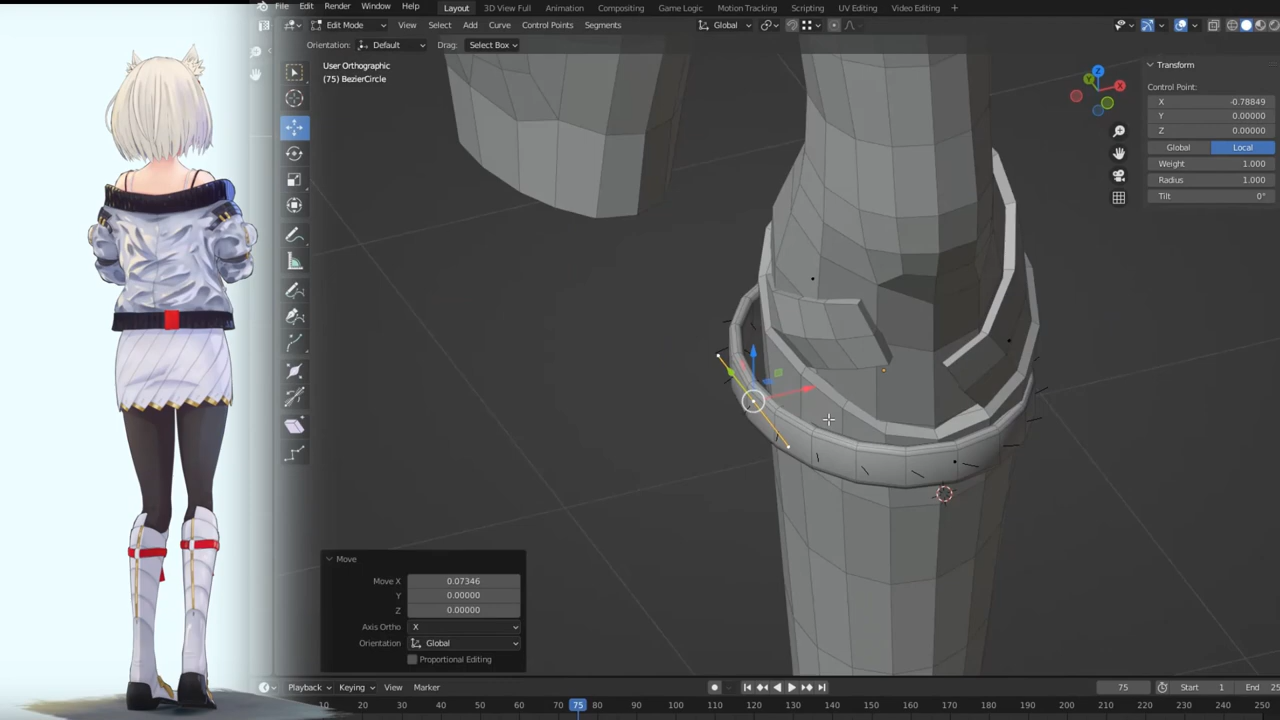 File Edit Render Window Help Layout 3D View Full Animation Compositing Game Logic Motion Tracking Scripting UV Editing Video Editing +
Edit Mode View Select Add Curve Control Points Segments Global
Orientation: Default Drag: Select Box
User Orthographic
(75) BezierCircle
Z
Y
X
Transform
Control Point:
X -0.78849
Y 0.00000
Z 0.00000
Global Local
Weight 1.000
Radius 1.000
Tilt 0°
Move
Move X 0.07346
Y 0.00000
Z 0.00000
Axis Ortho X
Orientation Global
Proportional Editing
Playback Keying View Marker 75 Start 1 End 25
10 20 30 40 50 60 75 80 90 100 110 120 130 140 150 160 170 180 190 200 210 220 230 240 250